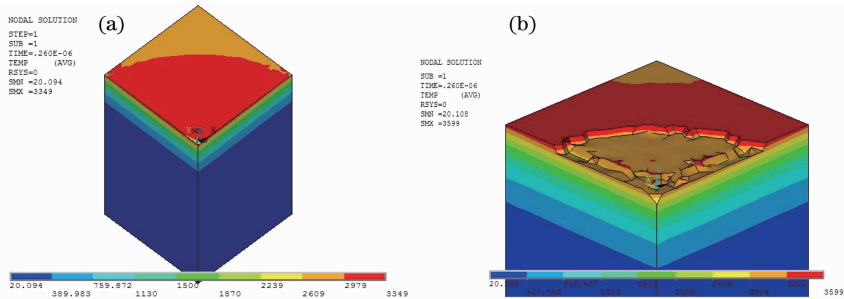 NODAL SOLUTION
STEP=1
SUB =1
TIME=.260E-06
TEMP (AVG)
RSYS=0
SMN =20.094
SMX =3349
(a)
20.094 759.872 1500 2239 2979
389.983 1130 1870 2609 3349
(b)
NODAL SOLUTION
SUB =1
TIME=.260E-06
TEMP (AVG)
RSYS=0
SMN =20.108
SMX =3599
3599